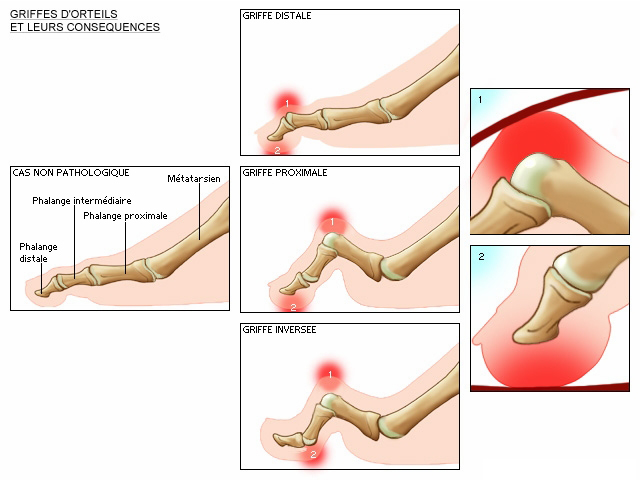 GRIFFES D'ORTEILS
ET LEURS CONSEQUENCES
CAS NON PATHOLOGIQUE
Métatarsien
Phalange intermédiaire
Phalange proximale
Phalange
distale
GRIFFE DISTALE
1
2
GRIFFE PROXIMALE
1
2
GRIFFE INVERSEE
1
2
1
2